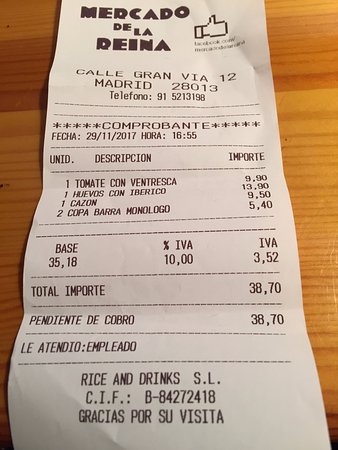 MERCADO
DE LA
REINA
facebook.com/
mercadodelareina
CALLE GRAN VIA 12
MADRID 28013
Telefono: 91 5213198
*****COMPROBANTE*****
FECHA: 29/11/2017 HORA: 16:55
UNID. DESCRIPCION IMPORTE
1 TOMATE CON VENTRESCA 9,90
1 HUEVOS CON IBERICO 13,90
1 CAZON 9,50
2 COPA BARRA MONOLOGO 5,40
BASE % IVA IVA
35,18 10,00 3,52
TOTAL IMPORTE 38,70
PENDIENTE DE COBRO 38,70
LE ATENDIO:EMPLEADO
RICE AND DRINKS S.L.
C.I.F.: B-84272418
GRACIAS POR SU VISITA